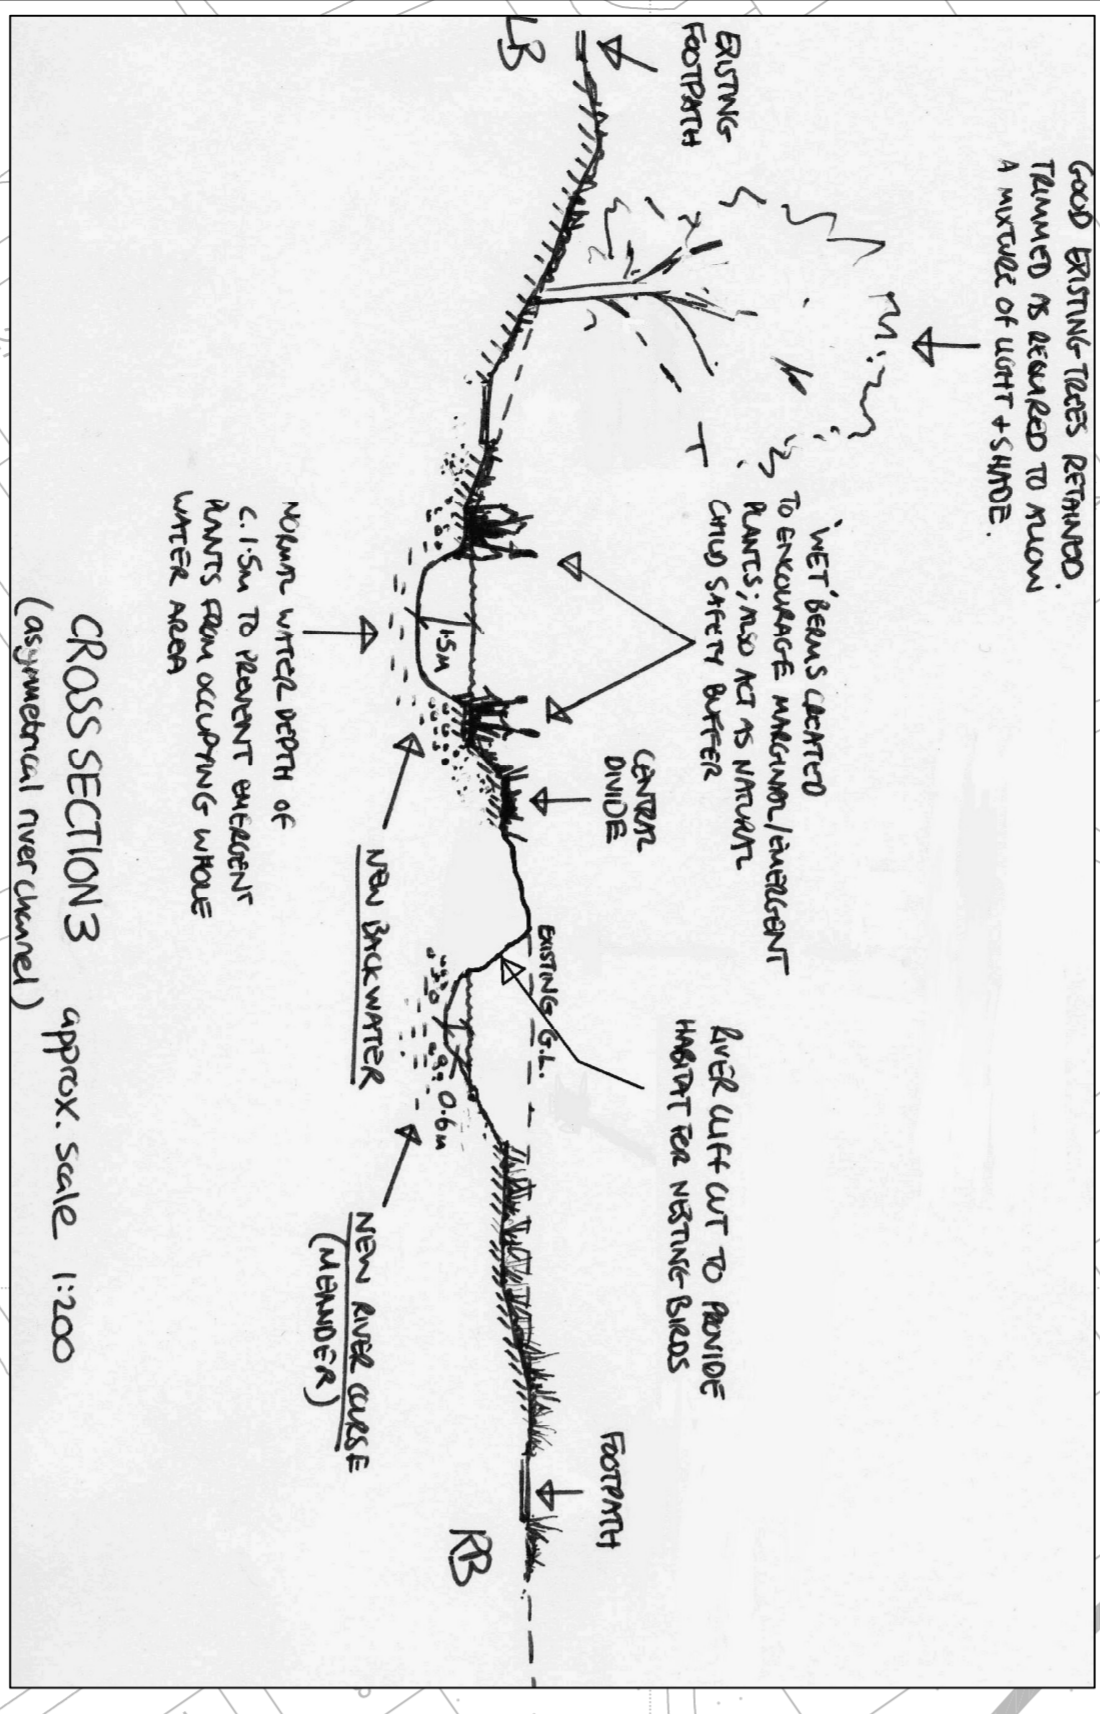 GOOD EXISTING TREES RETAINED.
TRIMMED AS REQUIRED TO ALLOW
A MIXTURE OF LIGHT + SHADE.
EXISTING
FOOTPATH
LB
'WET' BERMS CREATED
TO ENCOURAGE MARGINAL/EMERGENT
PLANTS; ALSO ACT AS NATURAL
CHILD SAFETY BUFFER
CENTRAL
DIVIDE
RIVER CLIFF CUT TO PROVIDE
HABITAT FOR NESTING BIRDS
FOOTPATH
EXISTING G.L.
1.5m
0.6m
RB
NORMAL WATER DEPTH OF
c. 1.5m TO PREVENT EMERGENT
PLANTS FROM OCCUPYING WHOLE
WATER AREA
NEW BACKWATER
NEW RIVER COURSE
(MEANDER)
CROSS SECTION 3 approx. scale 1:200
(asymmetrical river channel)